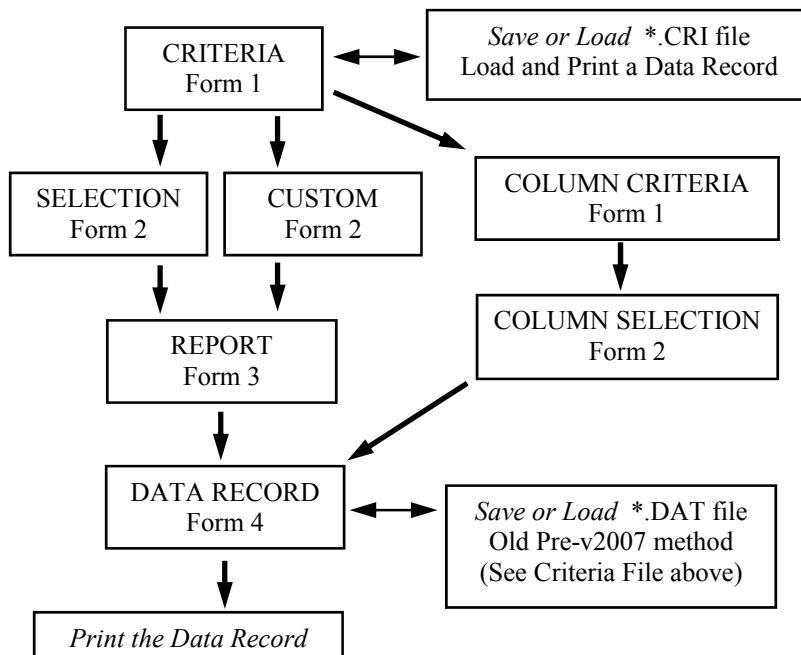 CRITERIA
Form 1
Save or Load *.CRI file
Load and Print a Data Record
SELECTION
Form 2
CUSTOM
Form 2
COLUMN CRITERIA
Form 1
REPORT
Form 3
COLUMN SELECTION
Form 2
DATA RECORD
Form 4
Save or Load *.DAT file
Old Pre-v2007 method
(See Criteria File above)
Print the Data Record